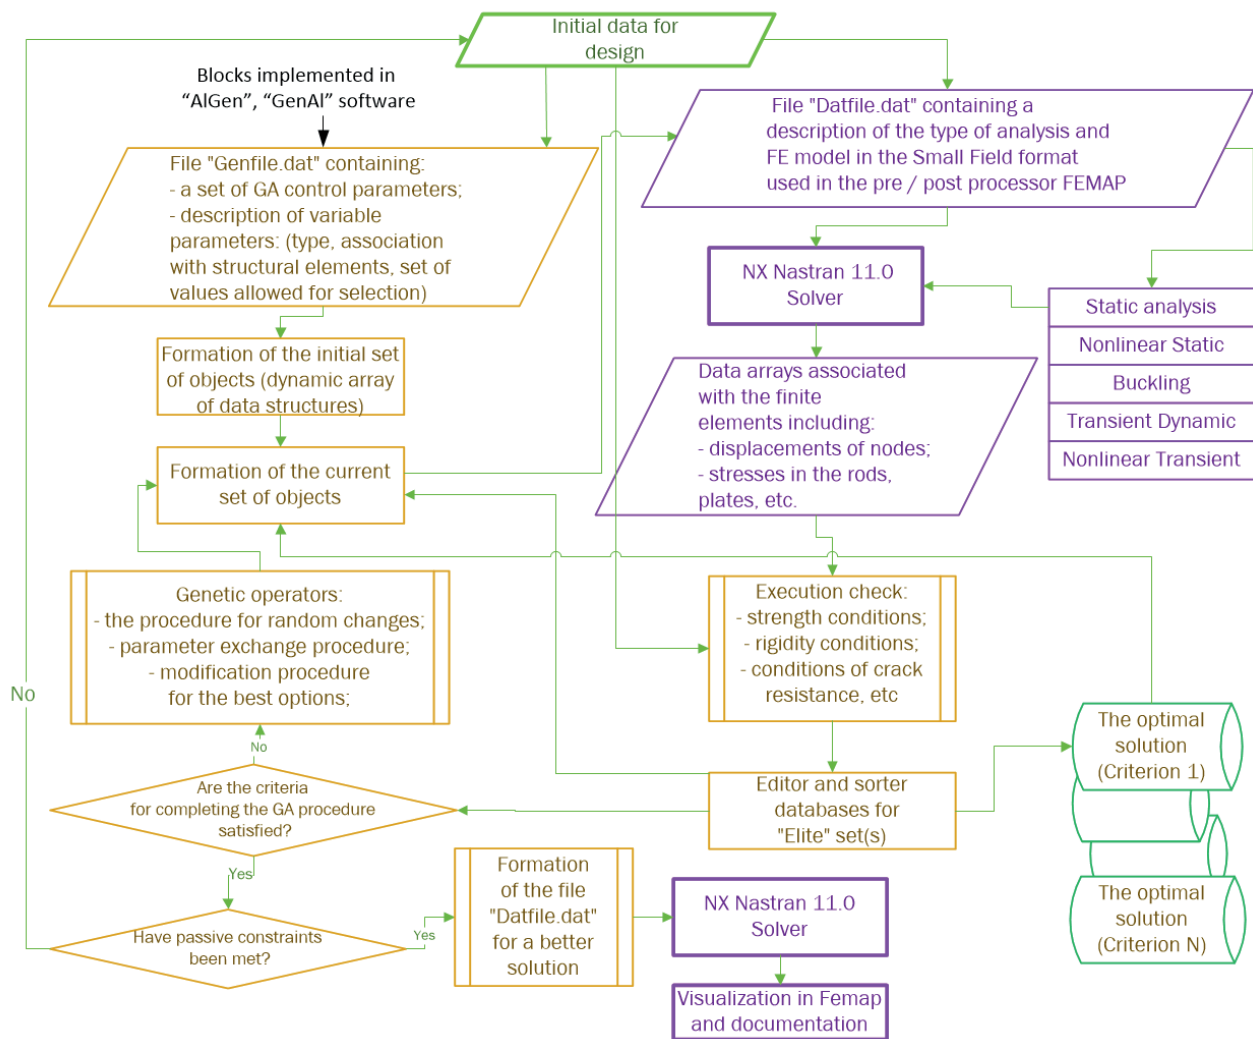 Initial data for
design
Blocks implemented in
“AlGen”, “GenAl” software
File "Genfile.dat" containing:
- a set of GA control parameters;
- description of variable
parameters: (type, association
with structural elements, set of
values allowed for selection)
File "Datfile.dat" containing a
description of the type of analysis and
FE model in the Small Field format
used in the pre / post processor FEMAP
NX Nastran 11.0
Solver
Static analysis
Nonlinear Static
Buckling
Transient Dynamic
Nonlinear Transient
Formation of the initial set
of objects (dynamic array
of data structures)
Data arrays associated
with the finite
elements including:
- displacements of nodes;
- stresses in the rods,
plates, etc.
Formation of the current
set of objects
Genetic operators:
- the procedure for random changes;
- parameter exchange procedure;
- modification procedure
for the best options;
Execution check:
- strength conditions;
- rigidity conditions;
- conditions of crack
resistance, etc
No
No
The optimal
solution
(Criterion 1)
Are the criteria
for completing the GA procedure
satisfied?
Editor and sorter
databases for
"Elite" set(s)
Yes
Formation
of the file
"Datfile.dat"
for a better
solution
NX Nastran 11.0
Solver
The optimal
solution
(Criterion N)
Have passive constraints
been met?
Yes
Visualization in Femap
and documentation